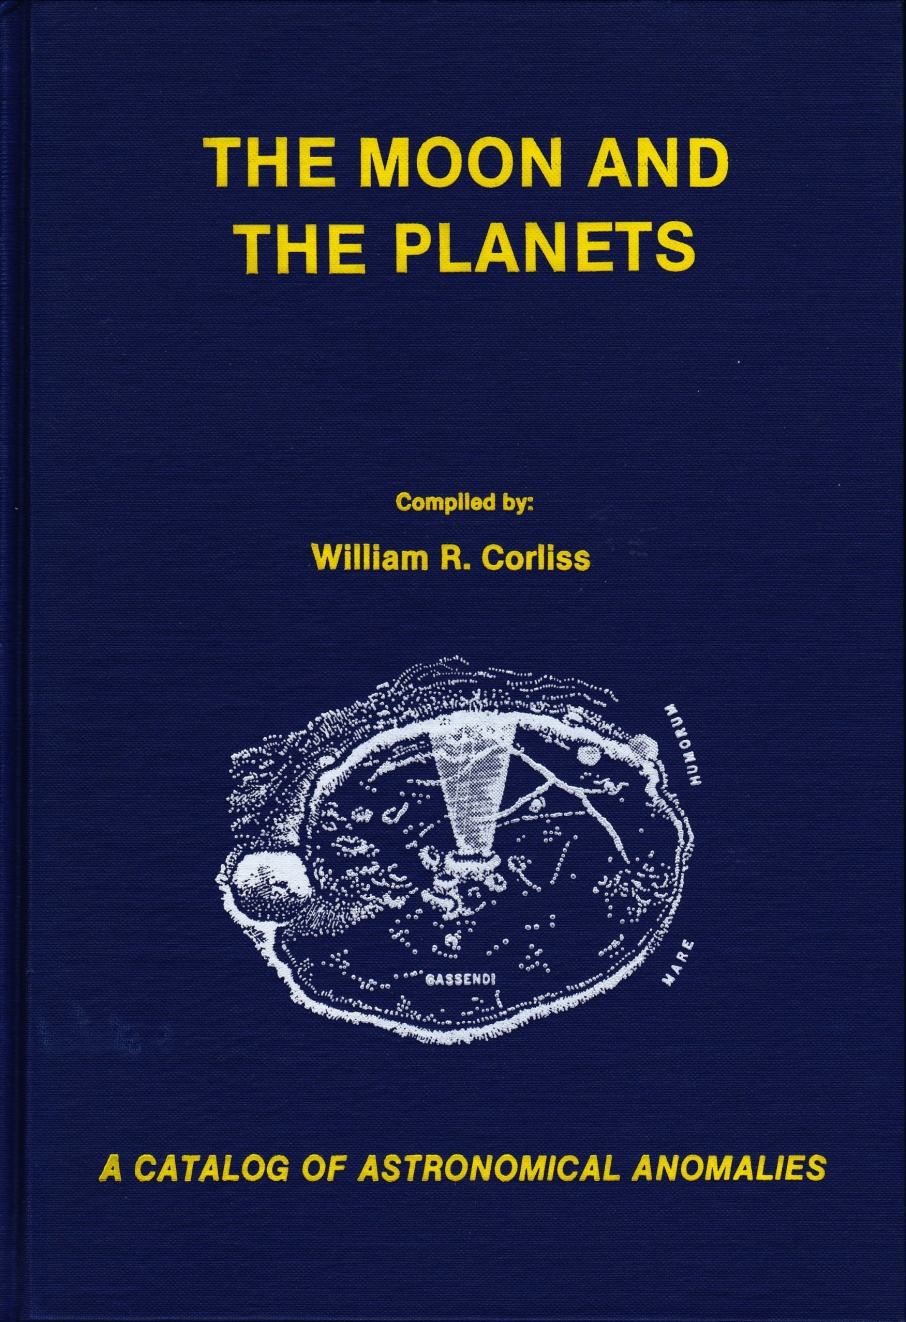 THE MOON AND
THE PLANETS
Compiled by:
William R. Corliss
HUMORUM
GASSENDI
MARE
A CATALOG OF ASTRONOMICAL ANOMALIES